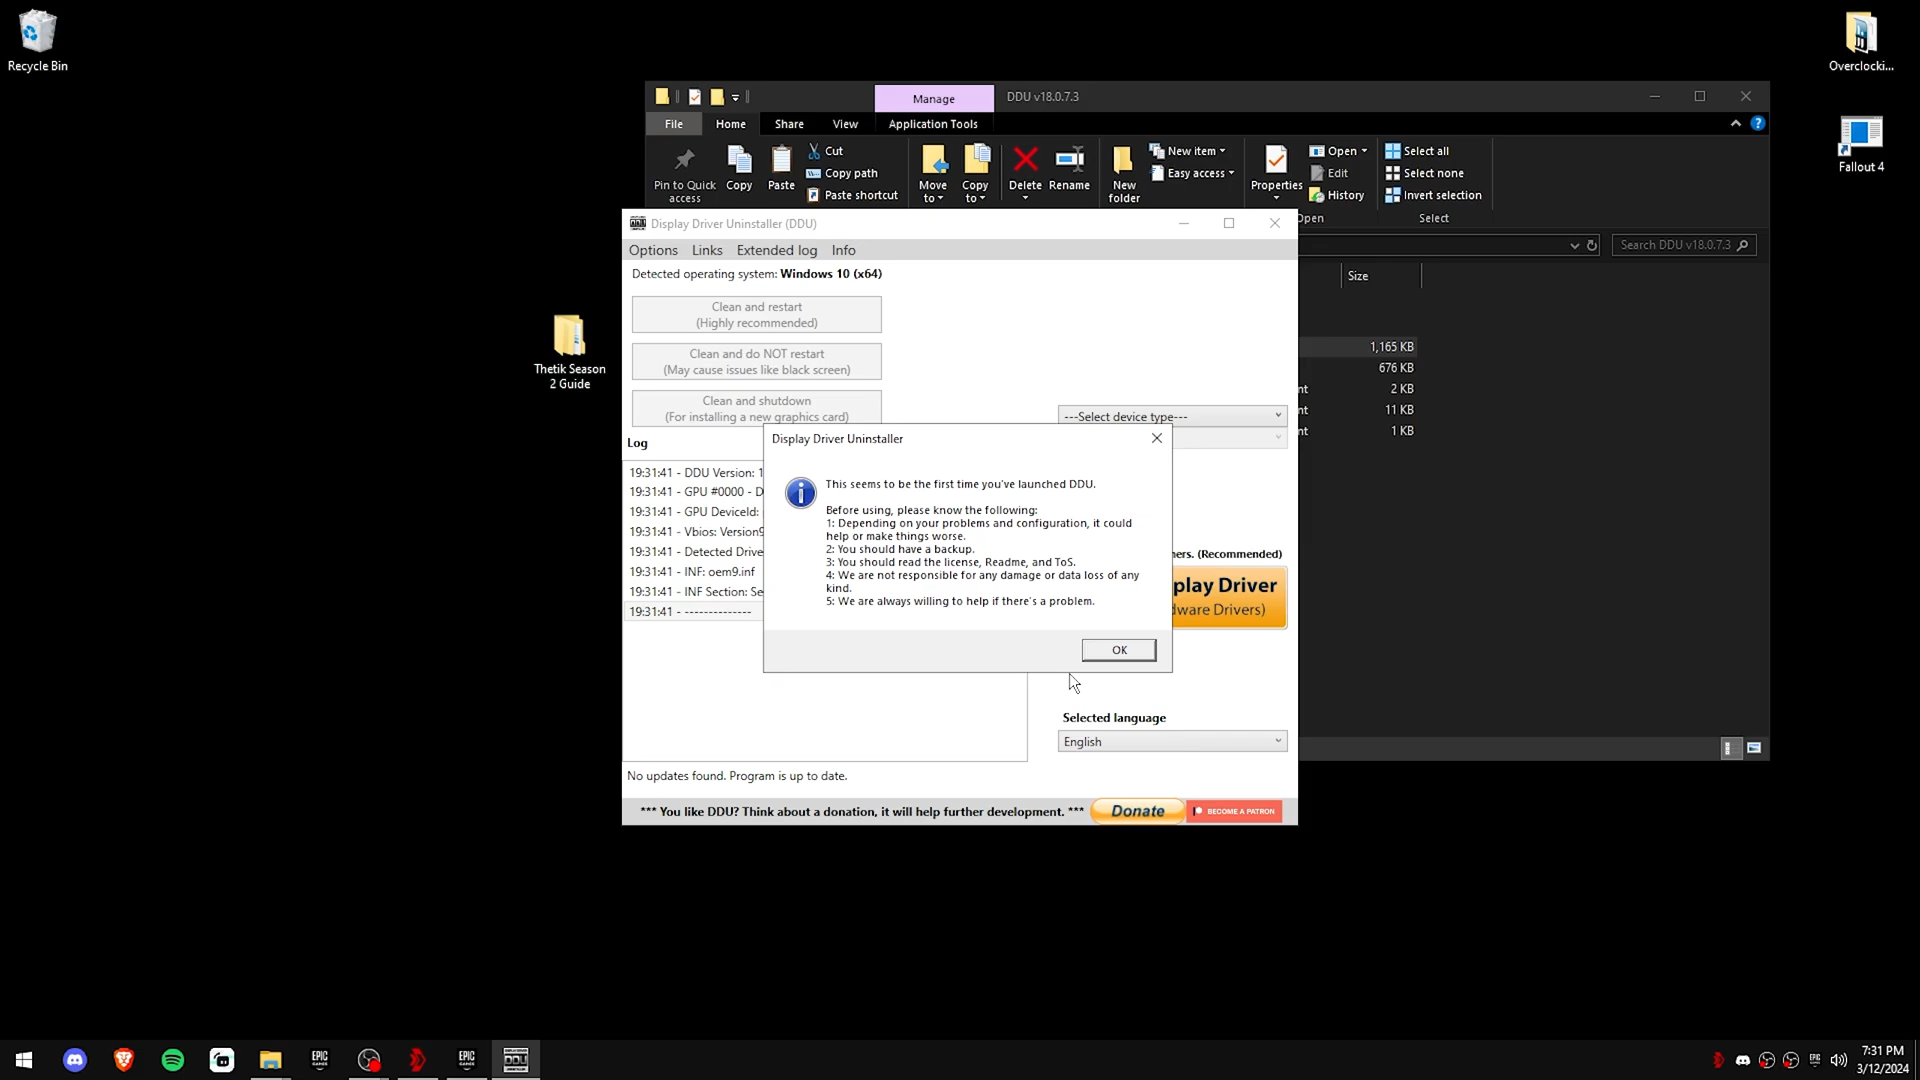 Recycle Bin
Overclocki...
Fallout 4
Thetik Season
2 Guide
Manage
DDU v18.0.7.3
File
Home
Share
View
Application Tools
Pin to Quick
access
Copy
Paste
Cut
Copy path
Paste shortcut
Move
to
Copy
to
Delete
Rename
New
folder
New item
Easy access
Properties
Open
Edit
History
Select all
Select none
Invert selection
Open
Select
Search DDU v18.0.7.3
Size
1,165 KB
676 KB
nt
2 KB
nt
11 KB
nt
1 KB
Display Driver Uninstaller (DDU)
Options
Links
Extended log
Info
Detected operating system: Windows 10 (x64)
Clean and restart
(Highly recommended)
Clean and do NOT restart
(May cause issues like black screen)
Clean and shutdown
(For installing a new graphics card)
---Select device type---
Log
19:31:41 - DDU Version: 1
19:31:41 - GPU #0000 - D
19:31:41 - GPU DeviceId:
19:31:41 - Vbios: Version9
19:31:41 - Detected Drive
19:31:41 - INF: oem9.inf
19:31:41 - INF Section: Se
19:31:41 - --------------
Display Driver Uninstaller
This seems to be the first time you've launched DDU.
Before using, please know the following:
1: Depending on your problems and configuration, it could
help or make things worse.
2: You should have a backup.
3: You should read the license, Readme, and ToS.
4: We are not responsible for any damage or data loss of any
kind.
5: We are always willing to help if there's a problem.
OK
ners. (Recommended)
play Driver
dware Drivers)
Selected language
English
No updates found. Program is up to date.
*** You like DDU? Think about a donation, it will help further development. ***
Donate
BECOME A PATRON
EPIC
GAMES
EPIC
GAMES
DDU
EPIC
7:31 PM
3/12/2024